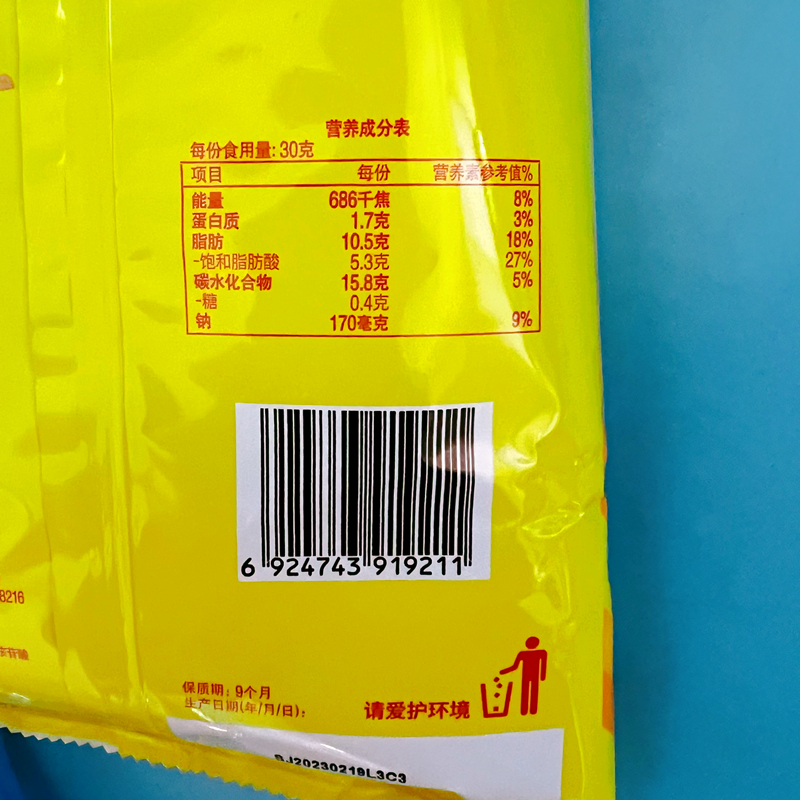 营养成分表
每份食用量: 30克
项目 每份 营养素参考值%
能量 686千焦 8%
蛋白质 1.7克 3%
脂肪 10.5克 18%
-饱和脂肪酸 5.3克 27%
碳水化合物 15.8克 5%
-糖 0.4克
钠 170毫克 9%
6 924743 919211
8216
保质期: 9个月
生产日期(年/月/日):
请爱护环境
BJ20230219L3C3